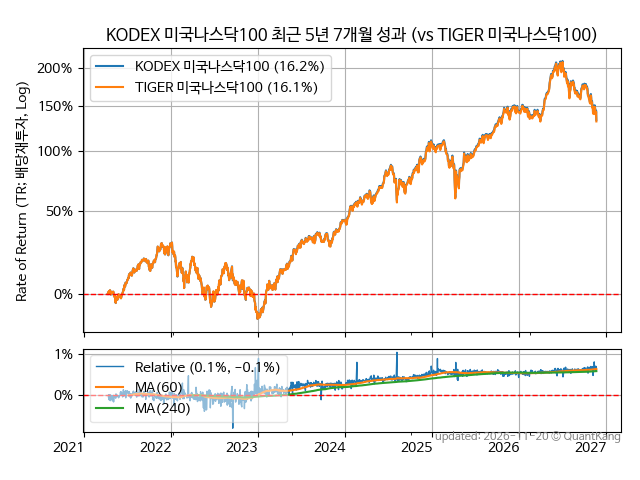 KODEX 미국나스닥100 최근 5년 7개월 성과 (vs TIGER 미국나스닥100)
Rate of Return (TR: 배당재투자, Log)
200%
150%
100%
50%
0%
KODEX 미국나스닥100 (16.2%)
TIGER 미국나스닥100 (16.1%)
1%
0%
Relative (0.1%, -0.1%)
MA(60)
MA(240)
updated: 2026-11-20 © QuantKang
2021 2022 2023 2024 2025 2026 2027